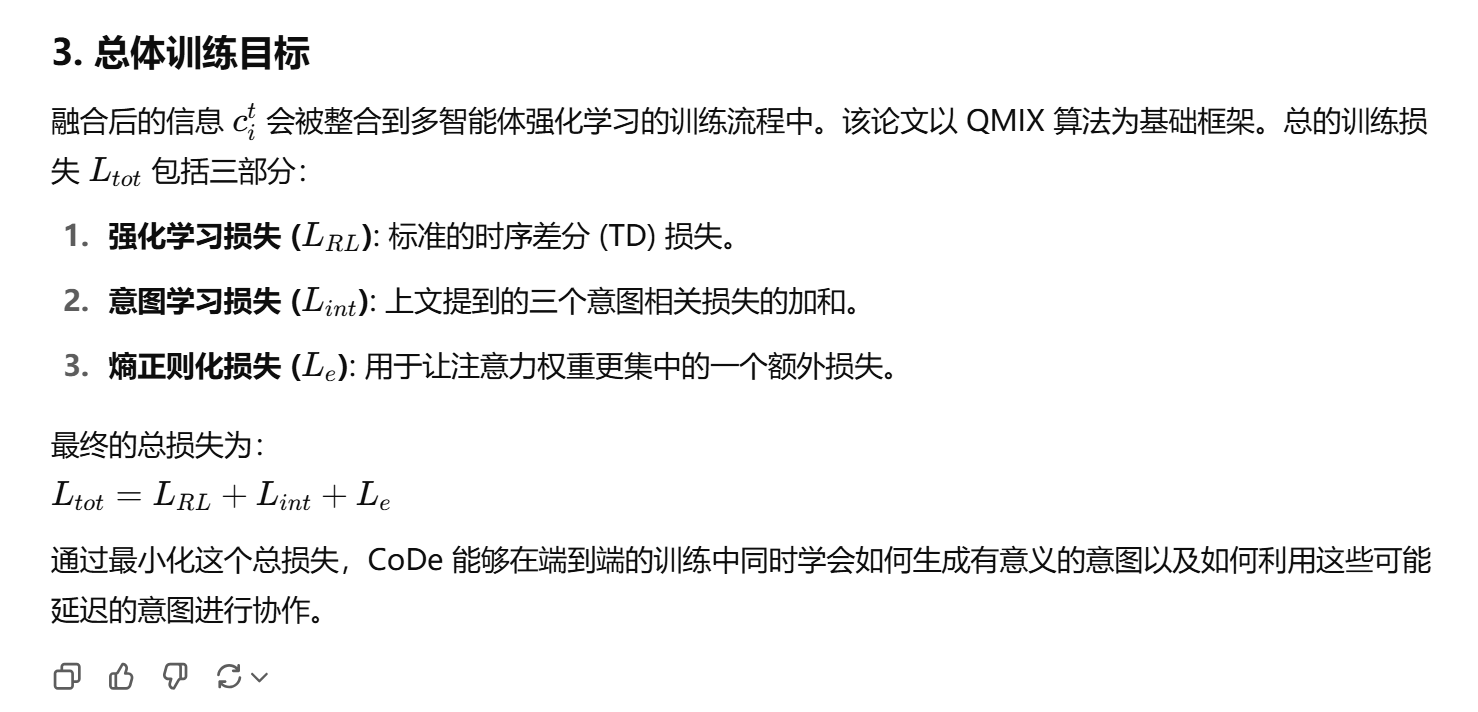 3. 总体训练目标
融合后的信息 $c_i^t$ 会被整合到多智能体强化学习的训练流程中。该论文以 QMIX 算法为基础框架。总的训练损
失 $L_{tot}$ 包括三部分：
1. 强化学习损失 ($L_{RL}$): 标准的时序差分 (TD) 损失。
2. 意图学习损失 ($L_{int}$): 上文提到的三个意图相关损失的加和。
3. 熵正则化损失 ($L_e$): 用于让注意力权重更集中的一个额外损失。
最终的总损失为：
$L_{tot} = L_{RL} + L_{int} + L_e$
通过最小化这个总损失，CoDe 能够在端到端的训练中同时学会如何生成有意义的意图以及如何利用这些可能
延迟的意图进行协作。